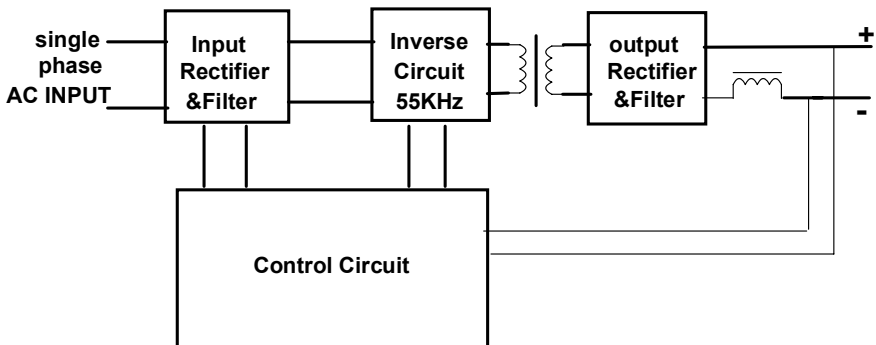 single
phase
AC INPUT
Input
Rectifier
&Filter
Inverse
Circuit
55KHz
output
Rectifier
&Filter
+
-
Control Circuit